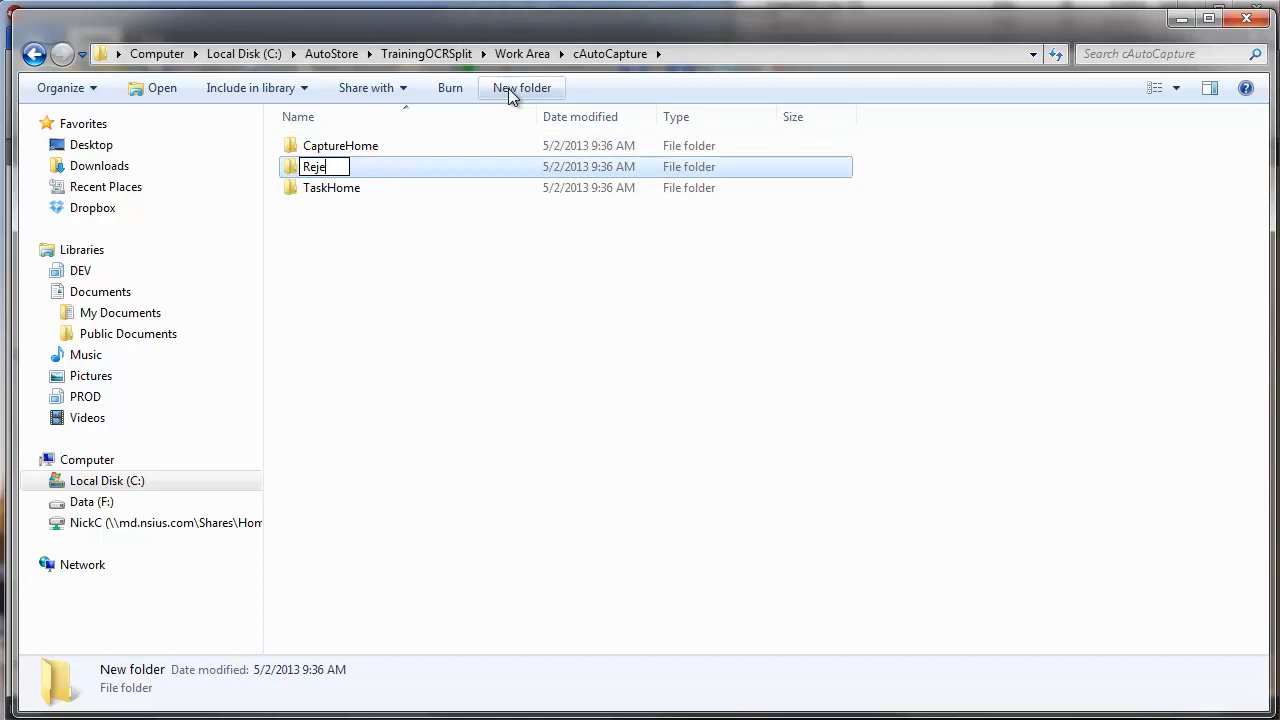 Computer Local Disk (C:) AutoStore TrainingOCRSplit Work Area cAutoCapture Search cAutoCapture
Organize Open Include in library Share with Burn New folder
Name Date modified Type Size
Favorites
Desktop
Downloads
Recent Places
Dropbox
Libraries
DEV
Documents
My Documents
Public Documents
Music
Pictures
PROD
Videos
Computer
Local Disk (C:)
Data (F:)
NickC (\\md.nsius.com\Shares\Hom
Network
CaptureHome 5/2/2013 9:36 AM File folder
Reje 5/2/2013 9:36 AM File folder
TaskHome 5/2/2013 9:36 AM File folder
New folder Date modified: 5/2/2013 9:36 AM
File folder